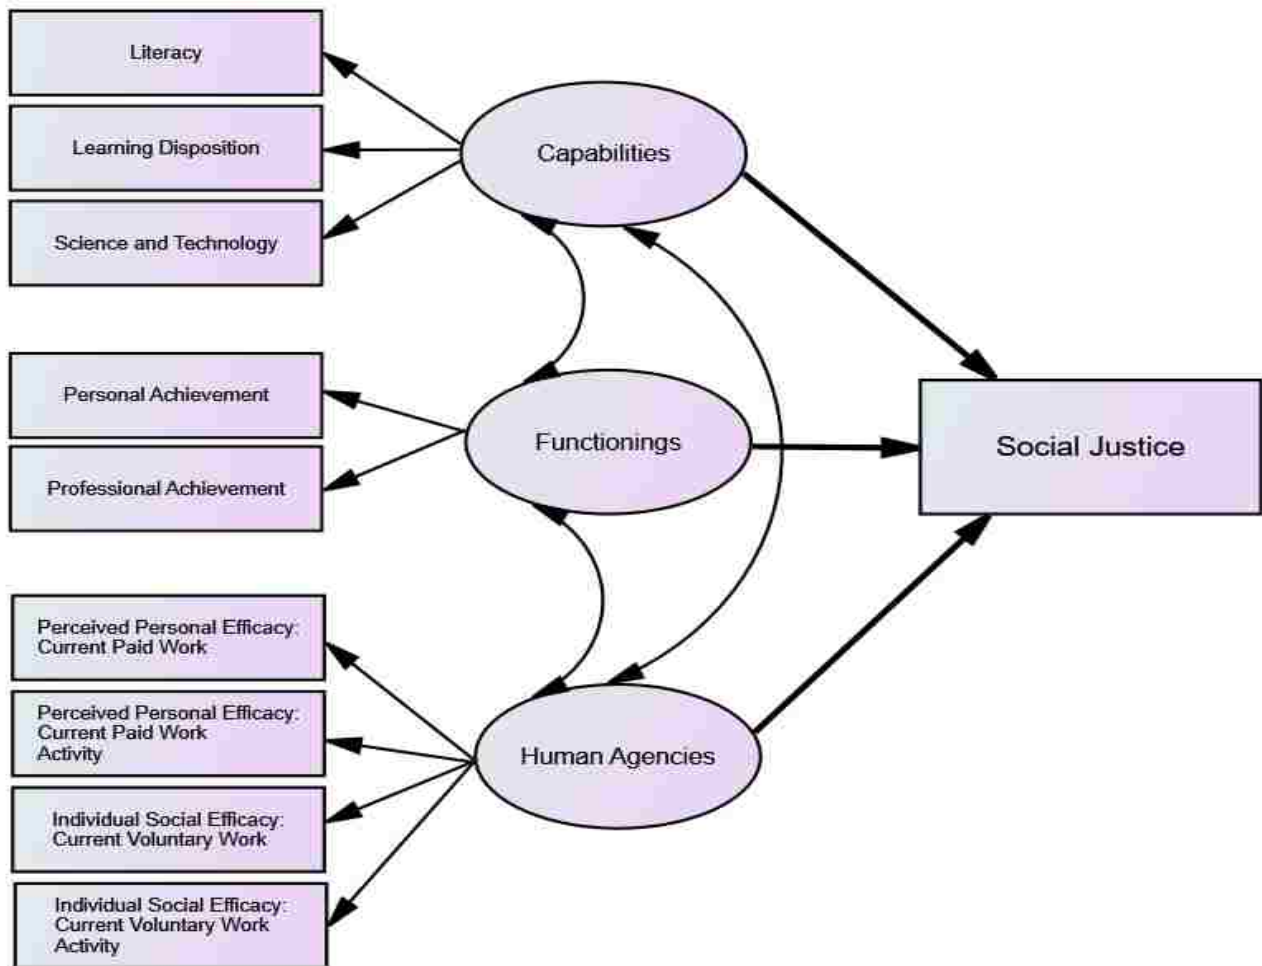 Literacy
Learning Disposition
Science and Technology
Capabilities
Personal Achievement
Professional Achievement
Functionings
Social Justice
Perceived Personal Efficacy:
Current Paid Work
Perceived Personal Efficacy:
Current Paid Work
Activity
Individual Social Efficacy:
Current Voluntary Work
Individual Social Efficacy:
Current Voluntary Work
Activity
Human Agencies